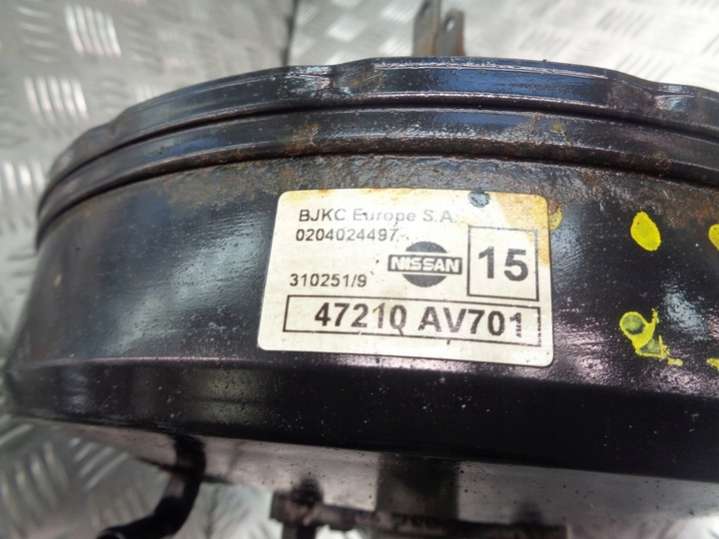 BJKC Europe S.A.
0204024497
NISSAN
15
310251/9
47210 AV701